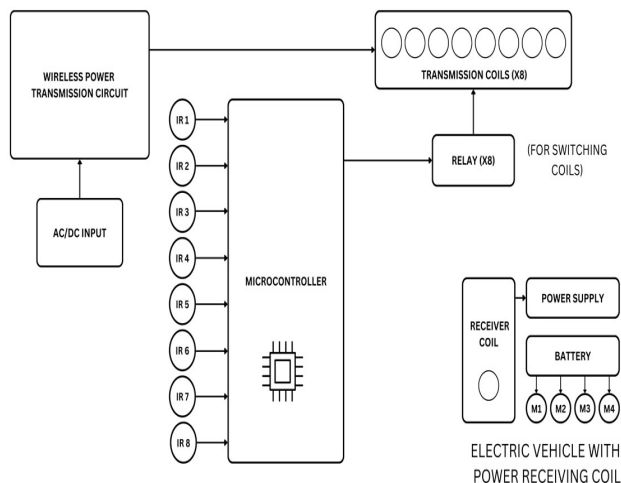 WIRELESS POWER
TRANSMISSION CIRCUIT
TRANSMISSION COILS (X8)
AC/DC INPUT
IR 1
IR 2
IR 3
IR 4
IR 5
IR 6
IR 7
IR 8
MICROCONTROLLER
RELAY (X8)
(FOR SWITCHING
COILS)
RECEIVER
COIL
POWER SUPPLY
BATTERY
M1 M2 M3 M4
ELECTRIC VEHICLE WITH
POWER RECEIVING COIL